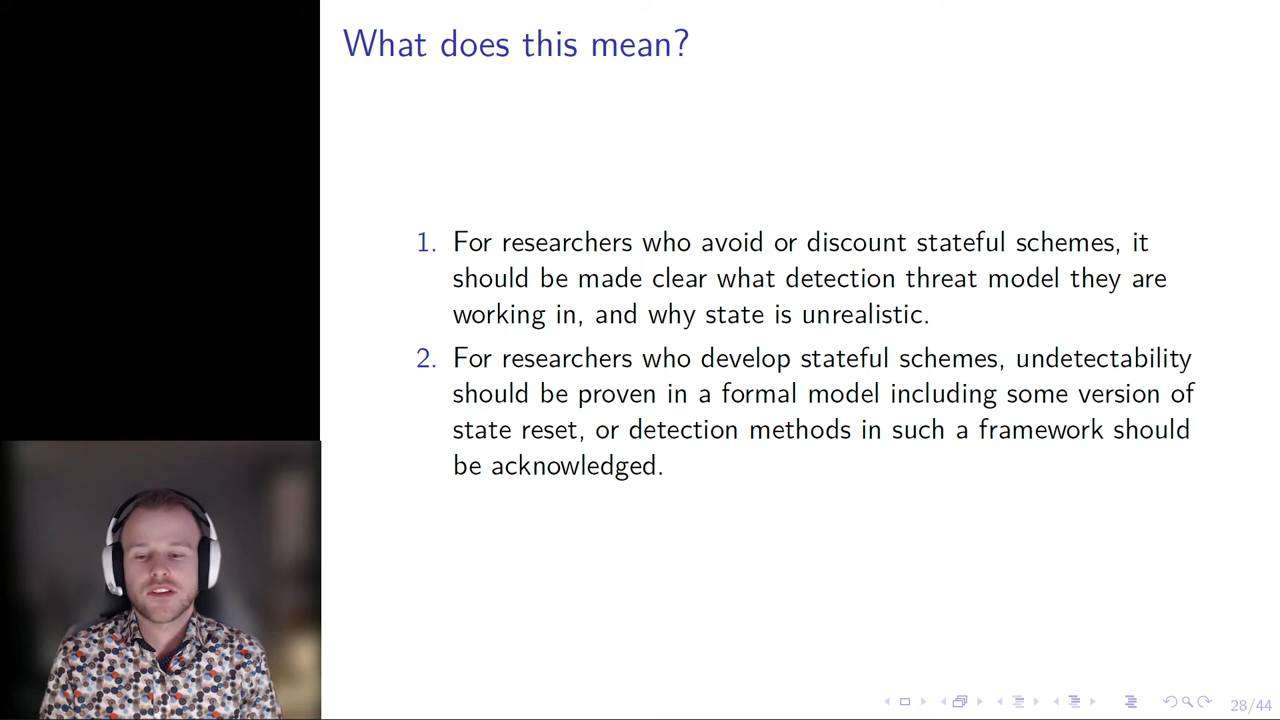 What does this mean?
1. For researchers who avoid or discount stateful schemes, it
should be made clear what detection threat model they are
working in, and why state is unrealistic.
2. For researchers who develop stateful schemes, undetectability
should be proven in a formal model including some version of
state reset, or detection methods in such a framework should
be acknowledged.
28/44